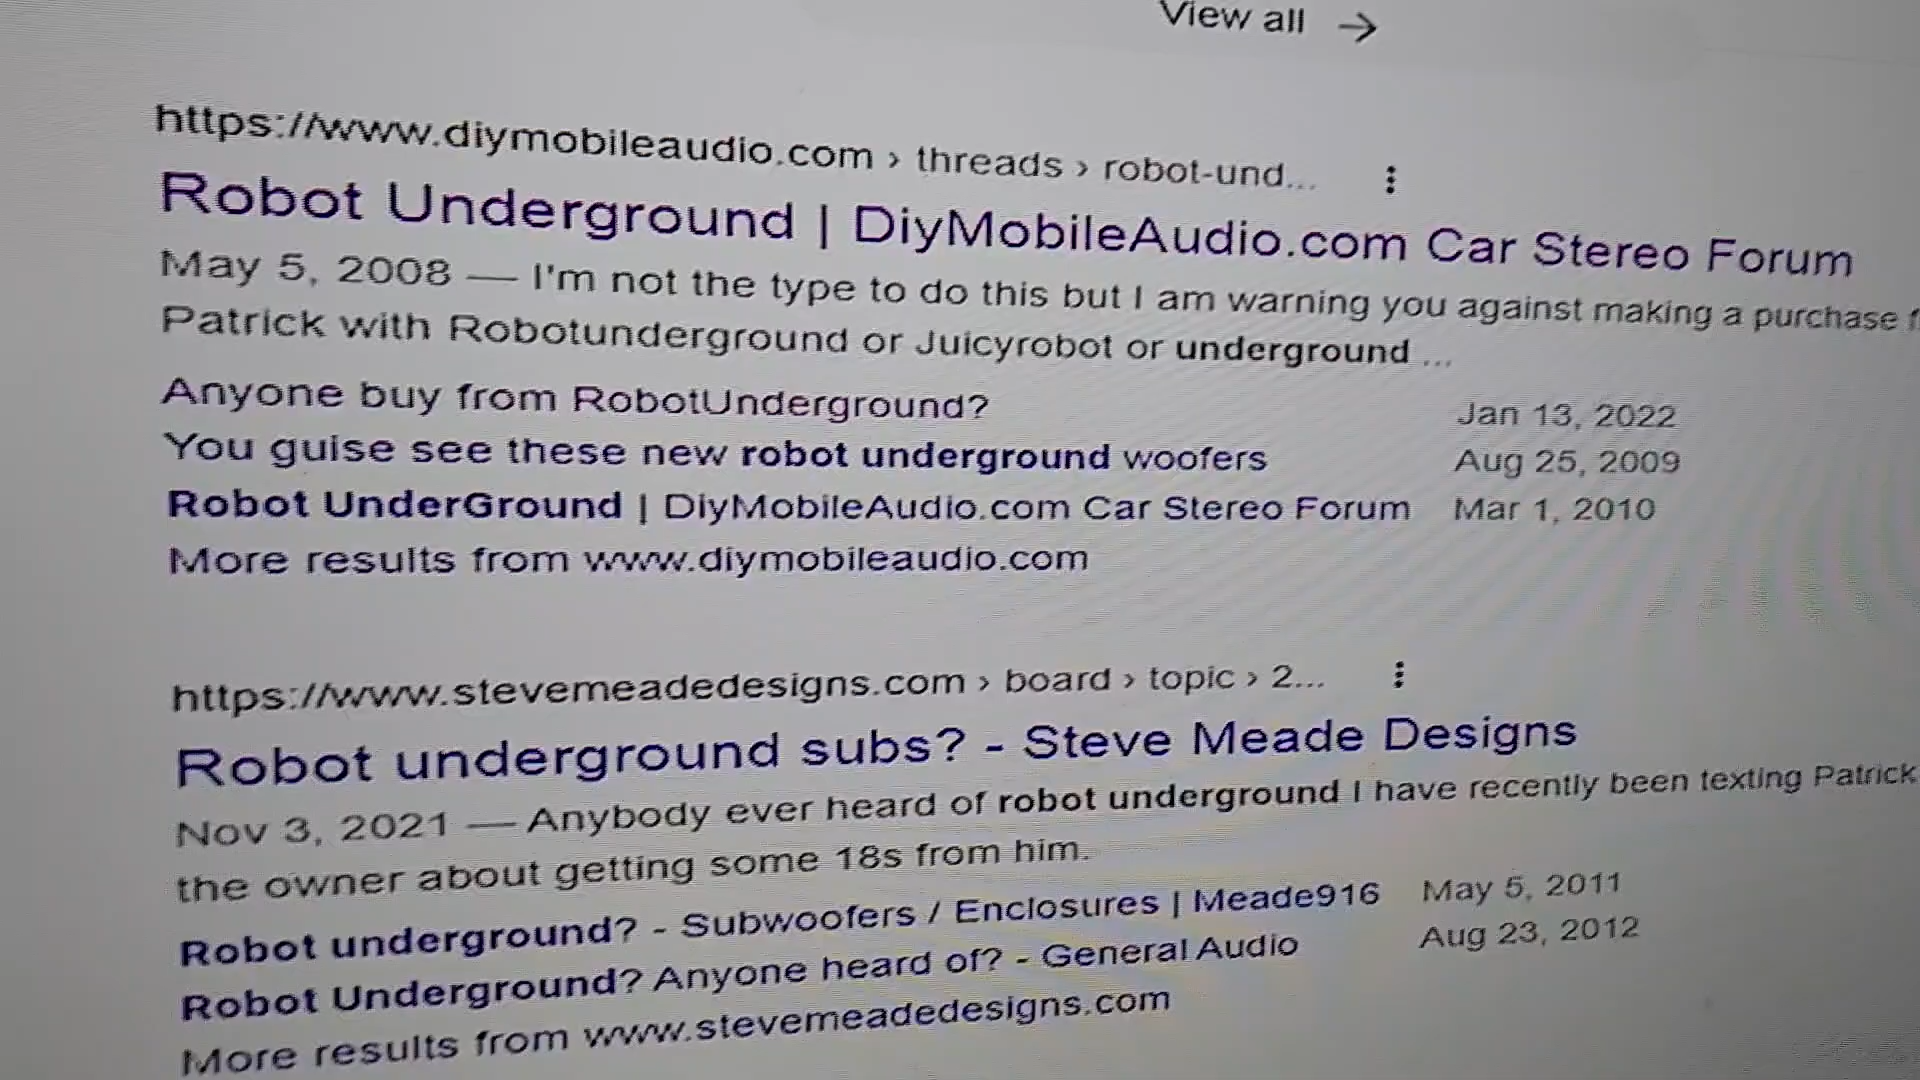 View all →
https://www.diymobileaudio.com › threads › robot-und...
Robot Underground | DiyMobileAudio.com Car Stereo Forum
May 5, 2008 — I'm not the type to do this but I am warning you against making a purchase
Patrick with Robotunderground or Juicyrobot or underground ...
Anyone buy from RobotUnderground? Jan 13, 2022
You guise see these new robot underground woofers Aug 25, 2009
Robot UnderGround | DiyMobileAudio.com Car Stereo Forum Mar 1, 2010
More results from www.diymobileaudio.com
https://www.stevemeadedesigns.com › board › topic › 2...
Robot underground subs? - Steve Meade Designs
Nov 3, 2021 — Anybody ever heard of robot underground I have recently been texting Patrick
the owner about getting some 18s from him.
Robot underground? - Subwoofers / Enclosures | Meade916 May 5, 2011
Robot Underground? Anyone heard of? - General Audio Aug 23, 2012
More results from www.stevemeadedesigns.com